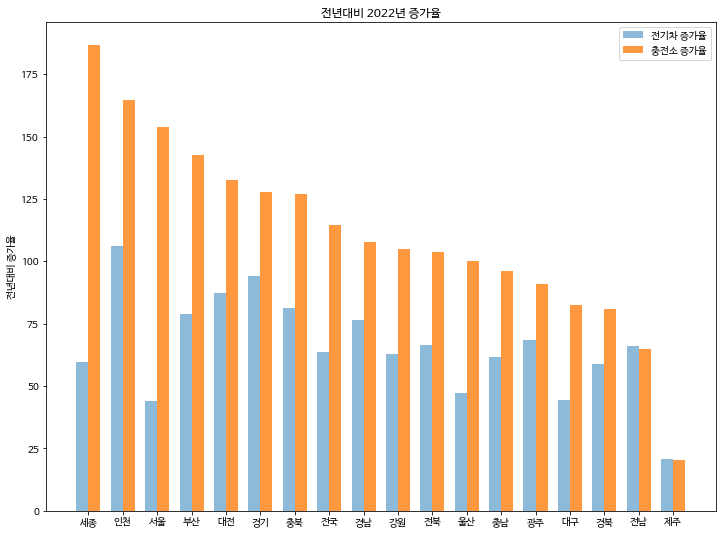 전년대비 2022년 증가율
전기차 증가율
충전소 증가율
전년대비 증가율
175
150
125
100
75
50
25
0
세종 인천 서울 부산 대전 경기 충북 전국 경남 강원 전북 울산 충남 광주 대구 경북 전남 제주